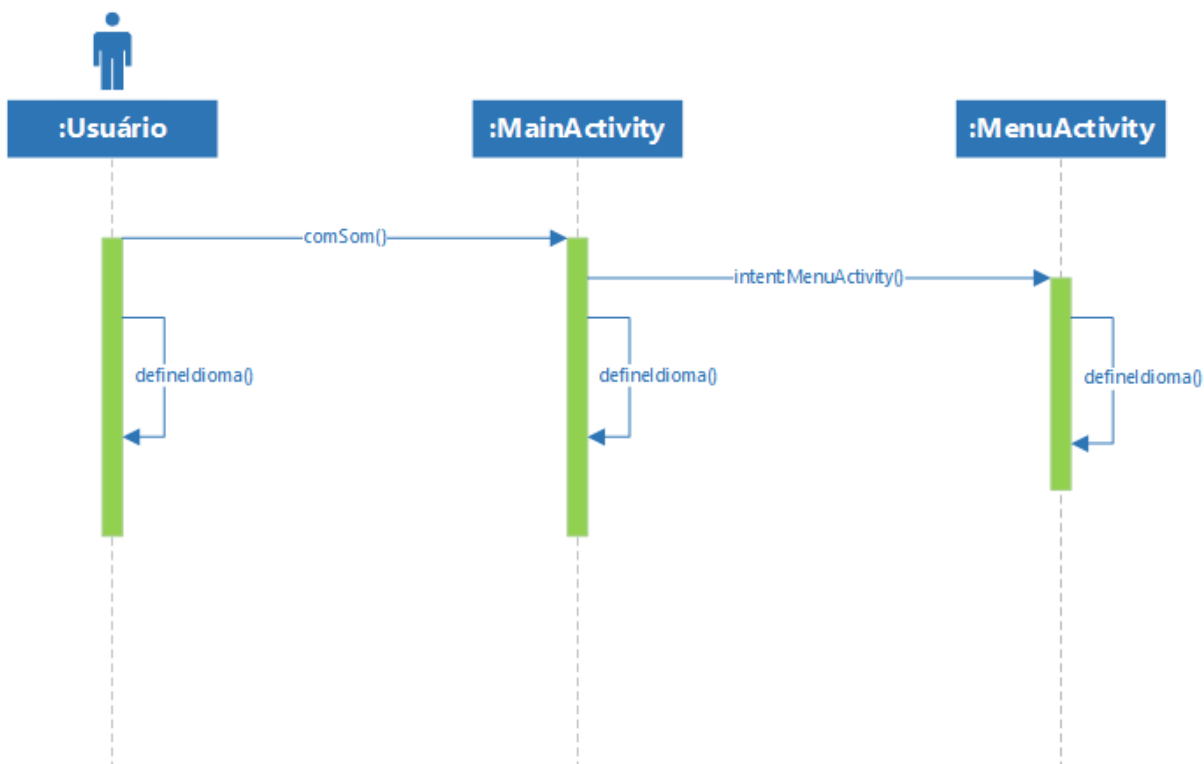 :Usuário
:MainActivity
:MenuActivity
comSom()
intent:MenuActivity()
defineIdioma()
defineIdioma()
defineIdioma()